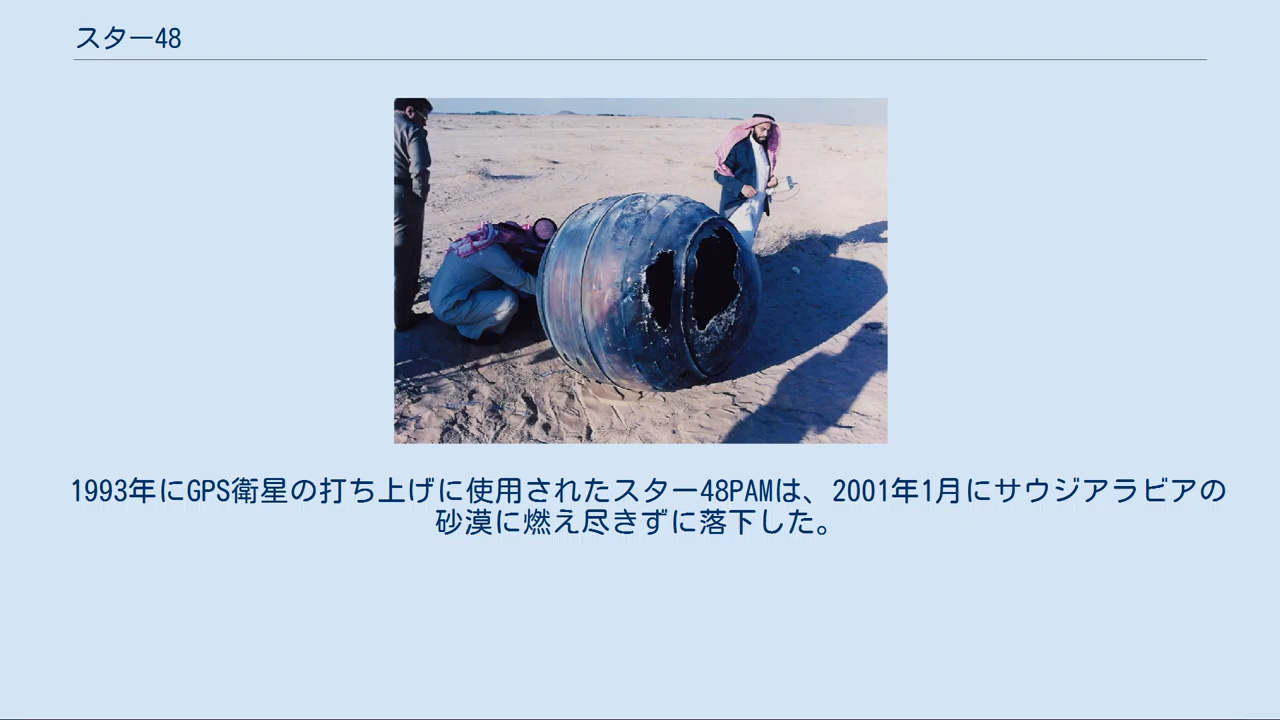 スター48
1993年にGPS衛星の打ち上げに使用されたスター48PAMは、2001年1月にサウジアラビアの
砂漠に燃え尽きずに落下した。